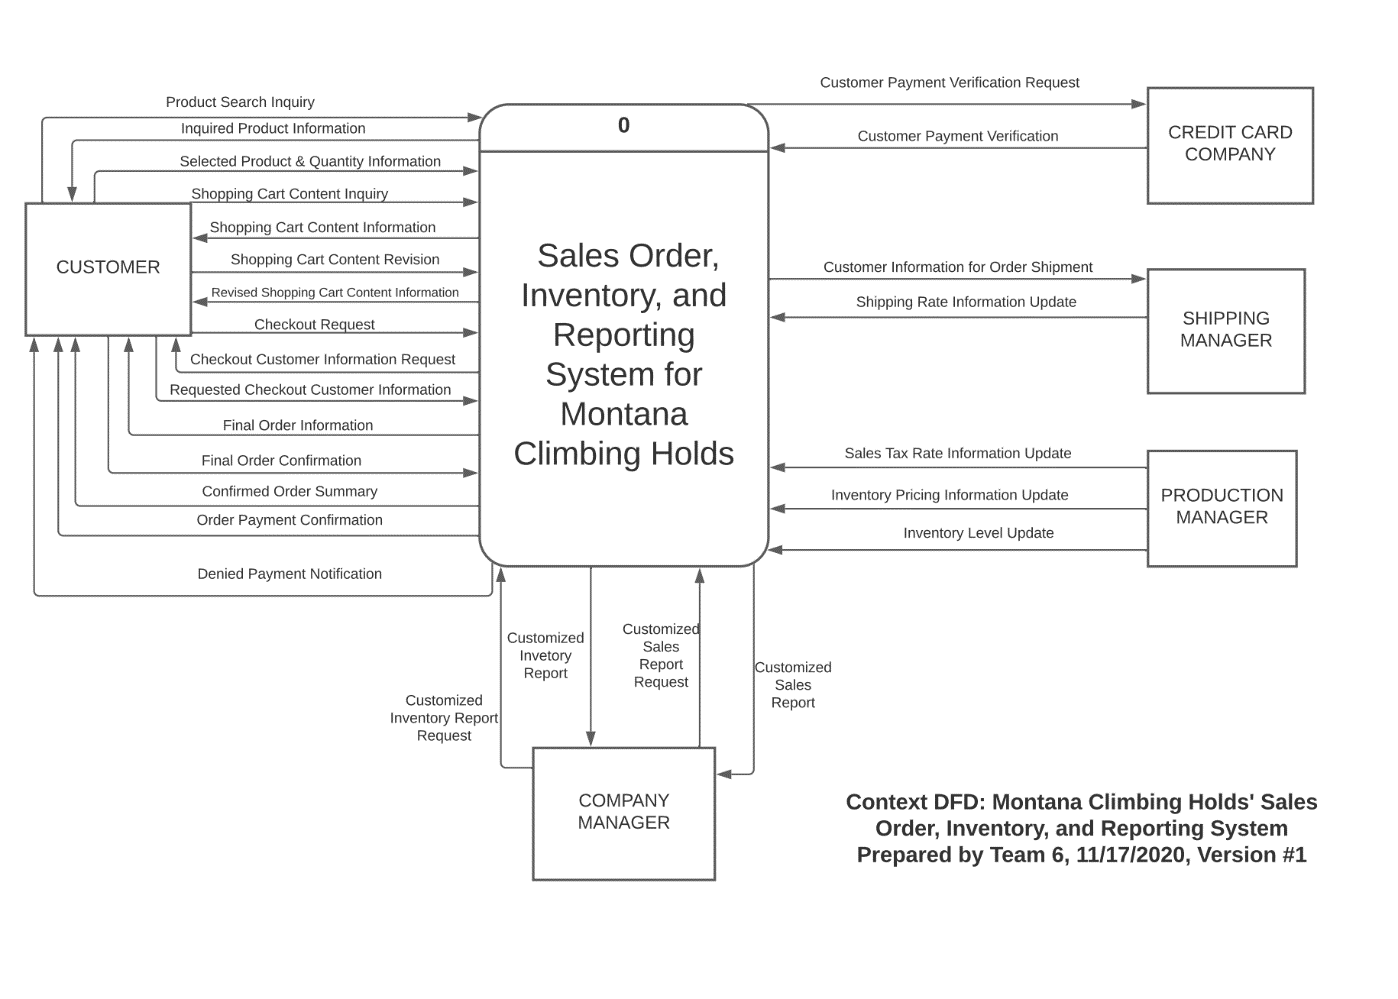 Product Search Inquiry
Inquired Product Information
Selected Product & Quantity Information
Shopping Cart Content Inquiry
Shopping Cart Content Information
Shopping Cart Content Revision
Revised Shopping Cart Content Information
Checkout Request
Checkout Customer Information Request
Requested Checkout Customer Information
Final Order Information
Final Order Confirmation
Confirmed Order Summary
Order Payment Confirmation
Denied Payment Notification
CUSTOMER
0
Sales Order,
Inventory, and
Reporting
System for
Montana
Climbing Holds
Customer Payment Verification Request
Customer Payment Verification
CREDIT CARD
COMPANY
Customer Information for Order Shipment
Shipping Rate Information Update
SHIPPING
MANAGER
Sales Tax Rate Information Update
Inventory Pricing Information Update
Inventory Level Update
PRODUCTION
MANAGER
Customized
Inventory Report
Request
Customized
Invetory
Report
Customized
Sales
Report
Request
Customized
Sales
Report
COMPANY
MANAGER
Context DFD: Montana Climbing Holds' Sales
Order, Inventory, and Reporting System
Prepared by Team 6, 11/17/2020, Version #1